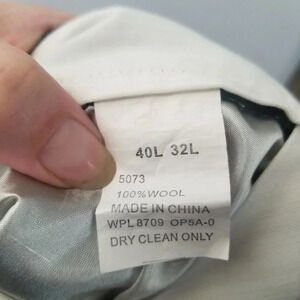 40L 32L
5073
100%WOOL
MADE IN CHINA
WPL 8709 OP5A-0
DRY CLEAN ONLY